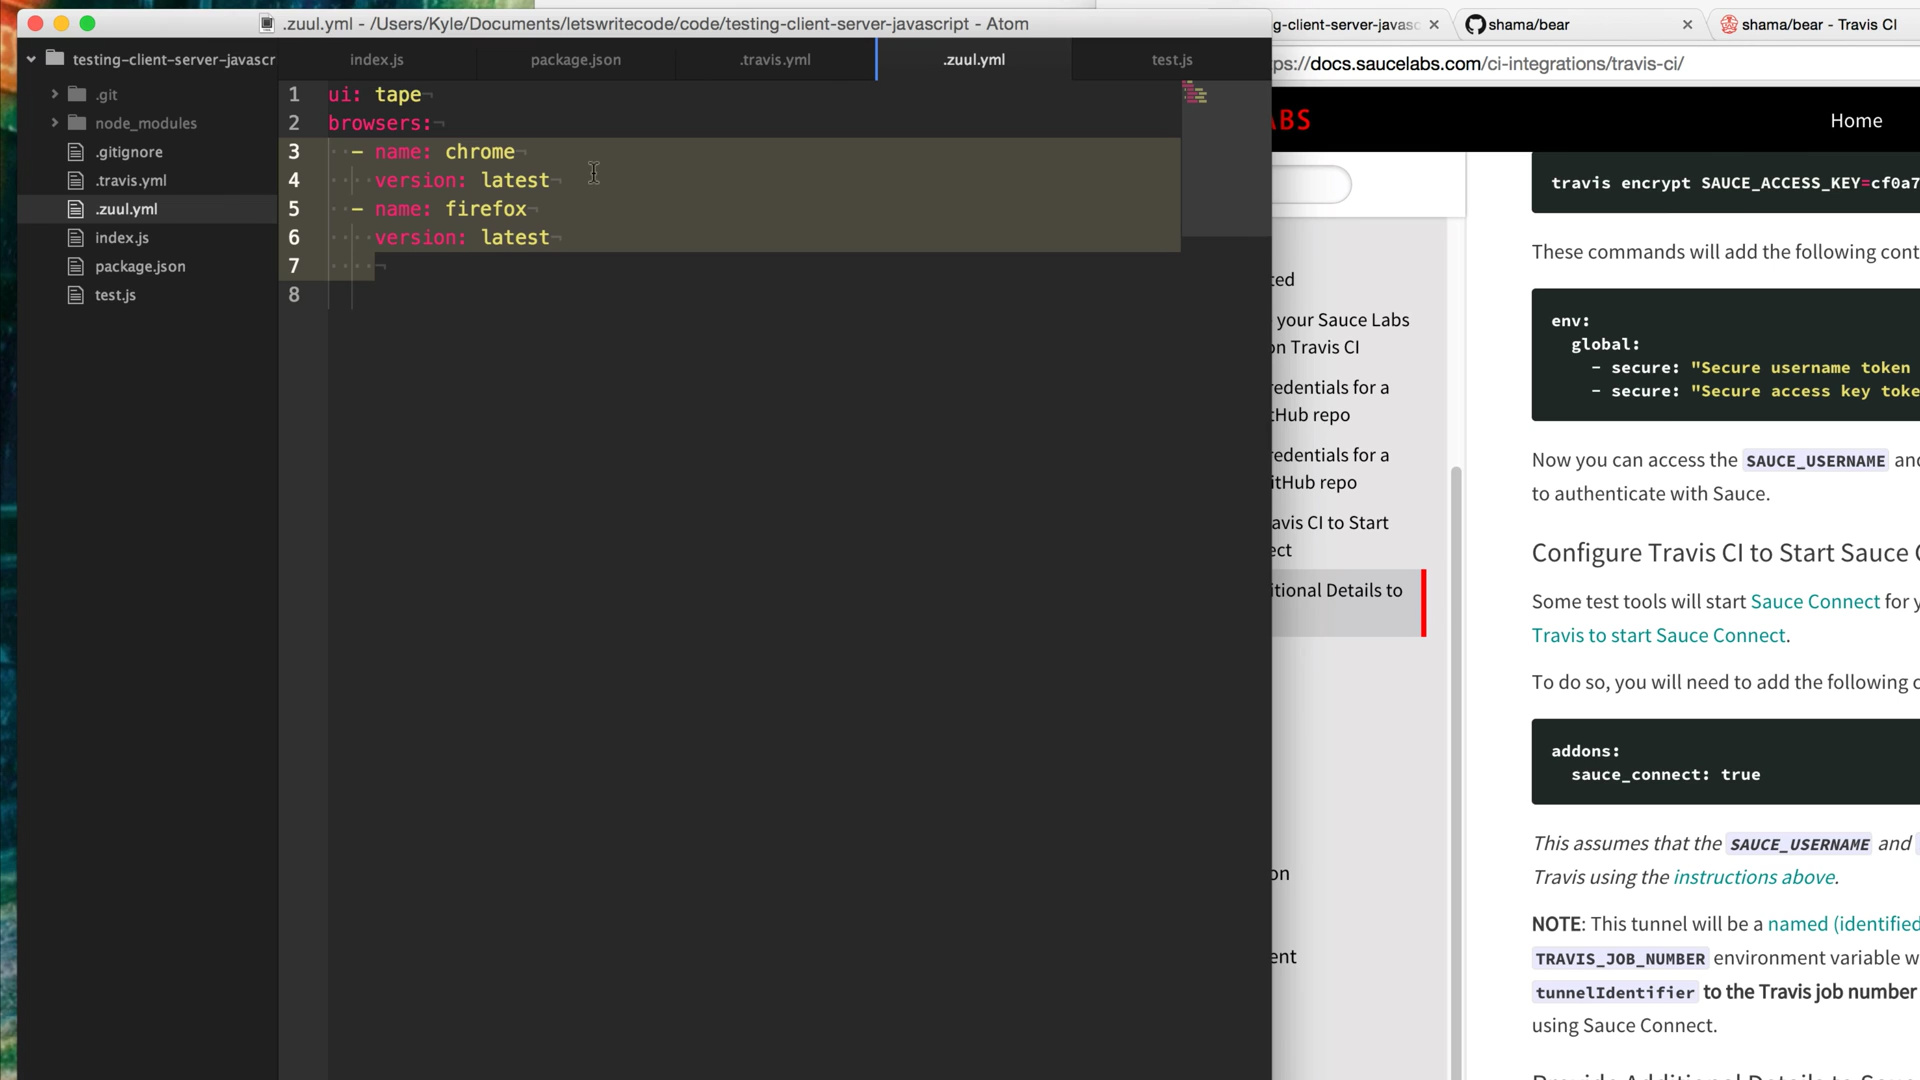 .zuul.yml - /Users/Kyle/Documents/letswritecode/code/testing-client-server-javascript - Atom
testing-client-server-javascr
.git
node_modules
.gitignore
.travis.yml
.zuul.yml
index.js
package.json
test.js
index.js
package.json
.travis.yml
.zuul.yml
test.js
1 ui: tape
2 browsers:
3 - name: chrome
4 version: latest
5 - name: firefox
6 version: latest
7
8
g-client-server-javasc
shama/bear
shama/bear - Travis CI
ps://docs.saucelabs.com/ci-integrations/travis-ci/
ABS
Home
ted
your Sauce Labs
on Travis CI
redentials for a
tHub repo
redentials for a
itHub repo
avis CI to Start
ect
itional Details to
on
ent
travis encrypt SAUCE_ACCESS_KEY=cf0a7
These commands will add the following cont
env:
global:
- secure: "Secure username token
- secure: "Secure access key toke
Now you can access the SAUCE_USERNAME and
to authenticate with Sauce.
Configure Travis CI to Start Sauce C
Some test tools will start Sauce Connect for y
Travis to start Sauce Connect.
To do so, you will need to add the following c
addons:
sauce_connect: true
This assumes that the SAUCE_USERNAME and
Travis using the instructions above.
NOTE: This tunnel will be a named (identified
TRAVIS_JOB_NUMBER environment variable w
tunnelIdentifier to the Travis job number
using Sauce Connect.
Provide Additional Details to Sauc